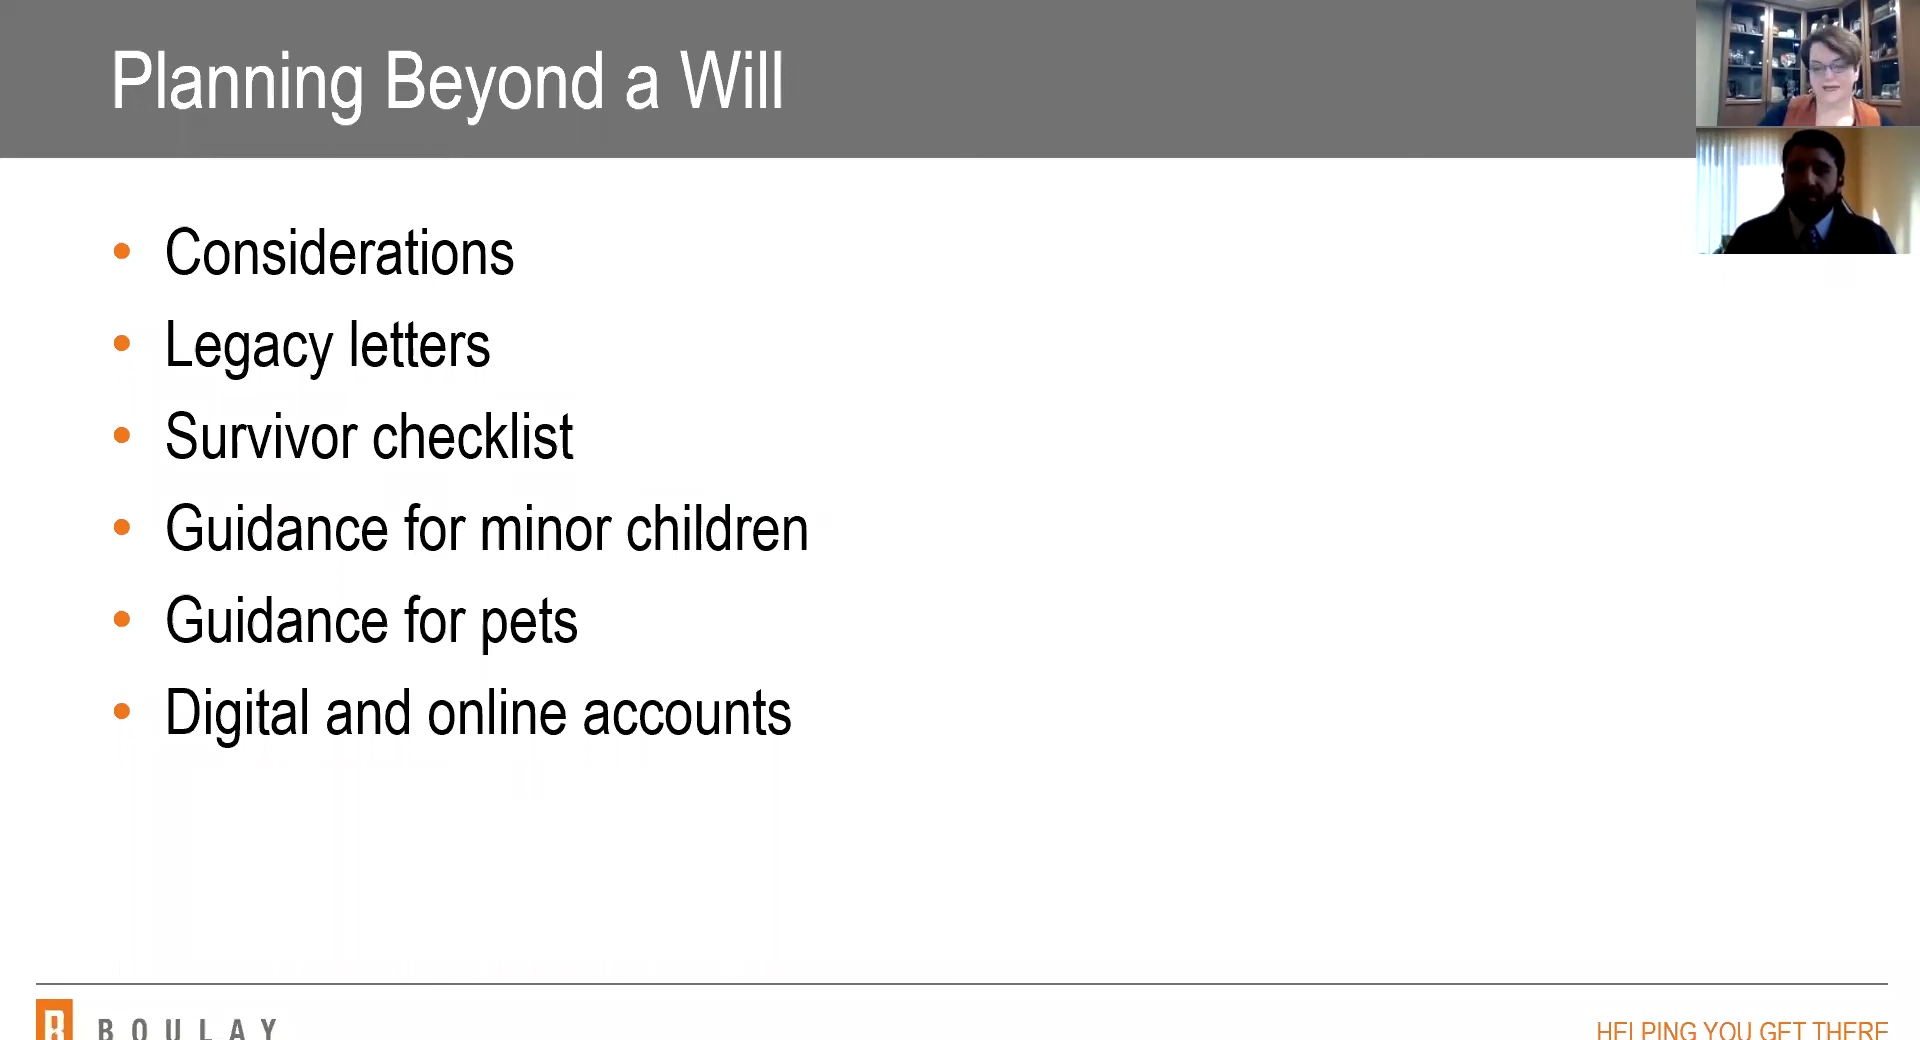 Planning Beyond a Will
• Considerations
• Legacy letters
• Survivor checklist
• Guidance for minor children
• Guidance for pets
• Digital and online accounts
B BOULAY
HELPING YOU GET THERE